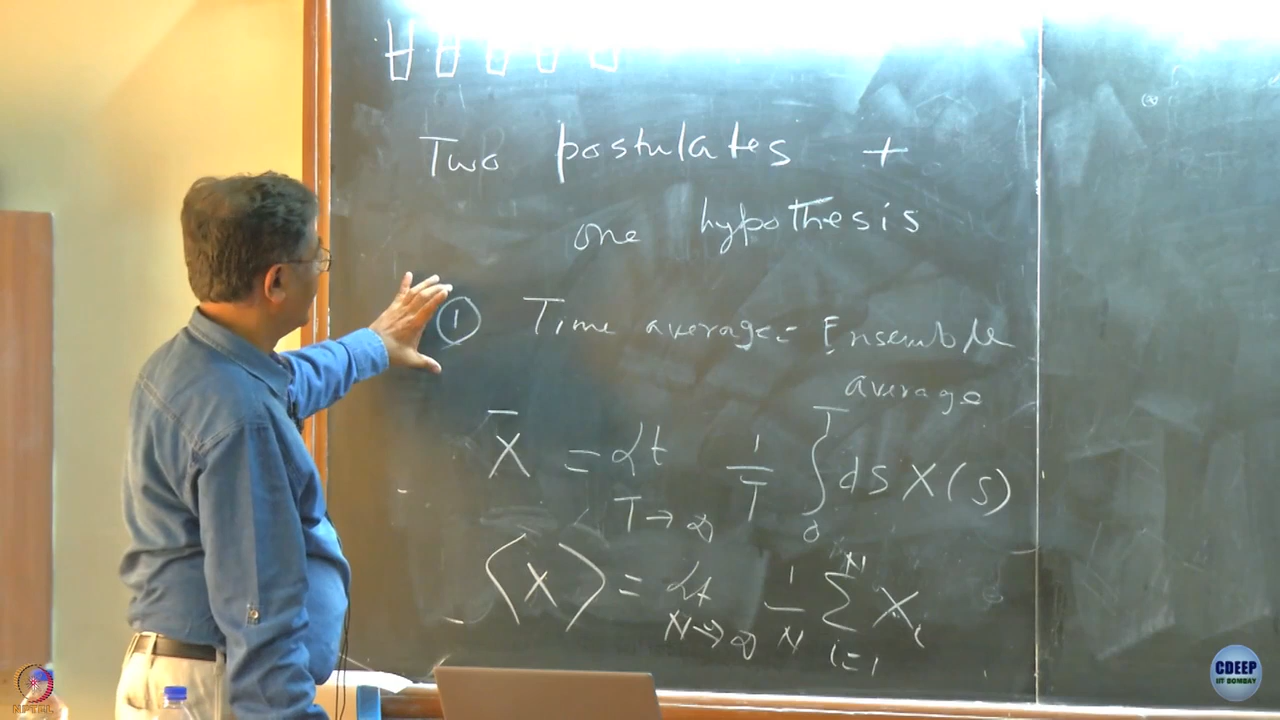 Two postulates +
one hypothesis
① Time average = Ensemble
average
X̄ = Lt T→∞ 1/T ∫₀ᵀ ds X(s)
⟨X⟩ = Lt N→∞ 1/N ∑ᵢ₌₁ᴺ Xᵢ
NPTEL
CDEEP
IIT BOMBAY